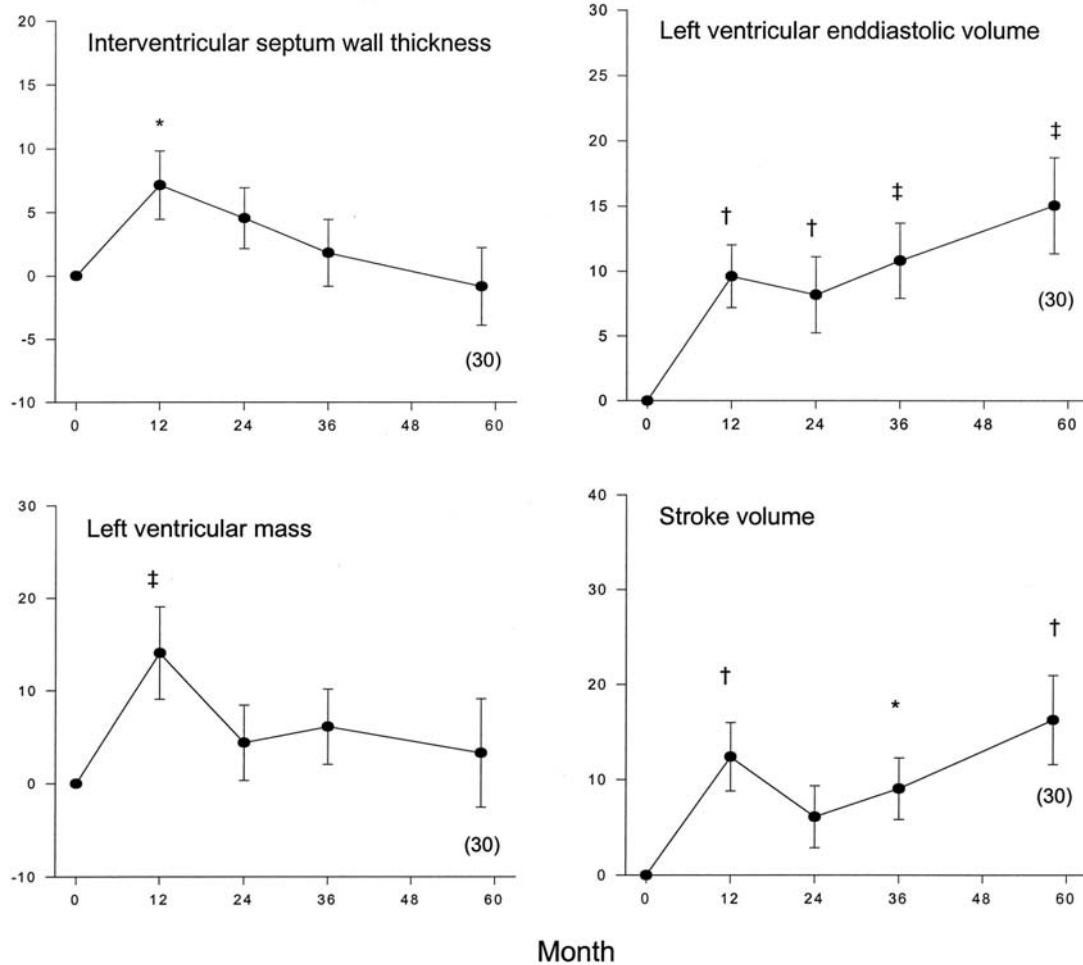 Interventricular septum wall thickness
20
15
10
5
0
-5
-10
*
(30)
0 12 24 36 48 60
Left ventricular enddiastolic volume
30
25
20
15
10
5
0
† † ‡ ‡
(30)
0 12 24 36 48 60
Left ventricular mass
30
20
10
0
-10
‡
(30)
0 12 24 36 48 60
Stroke volume
40
30
20
10
0
† * †
(30)
0 12 24 36 48 60
Month